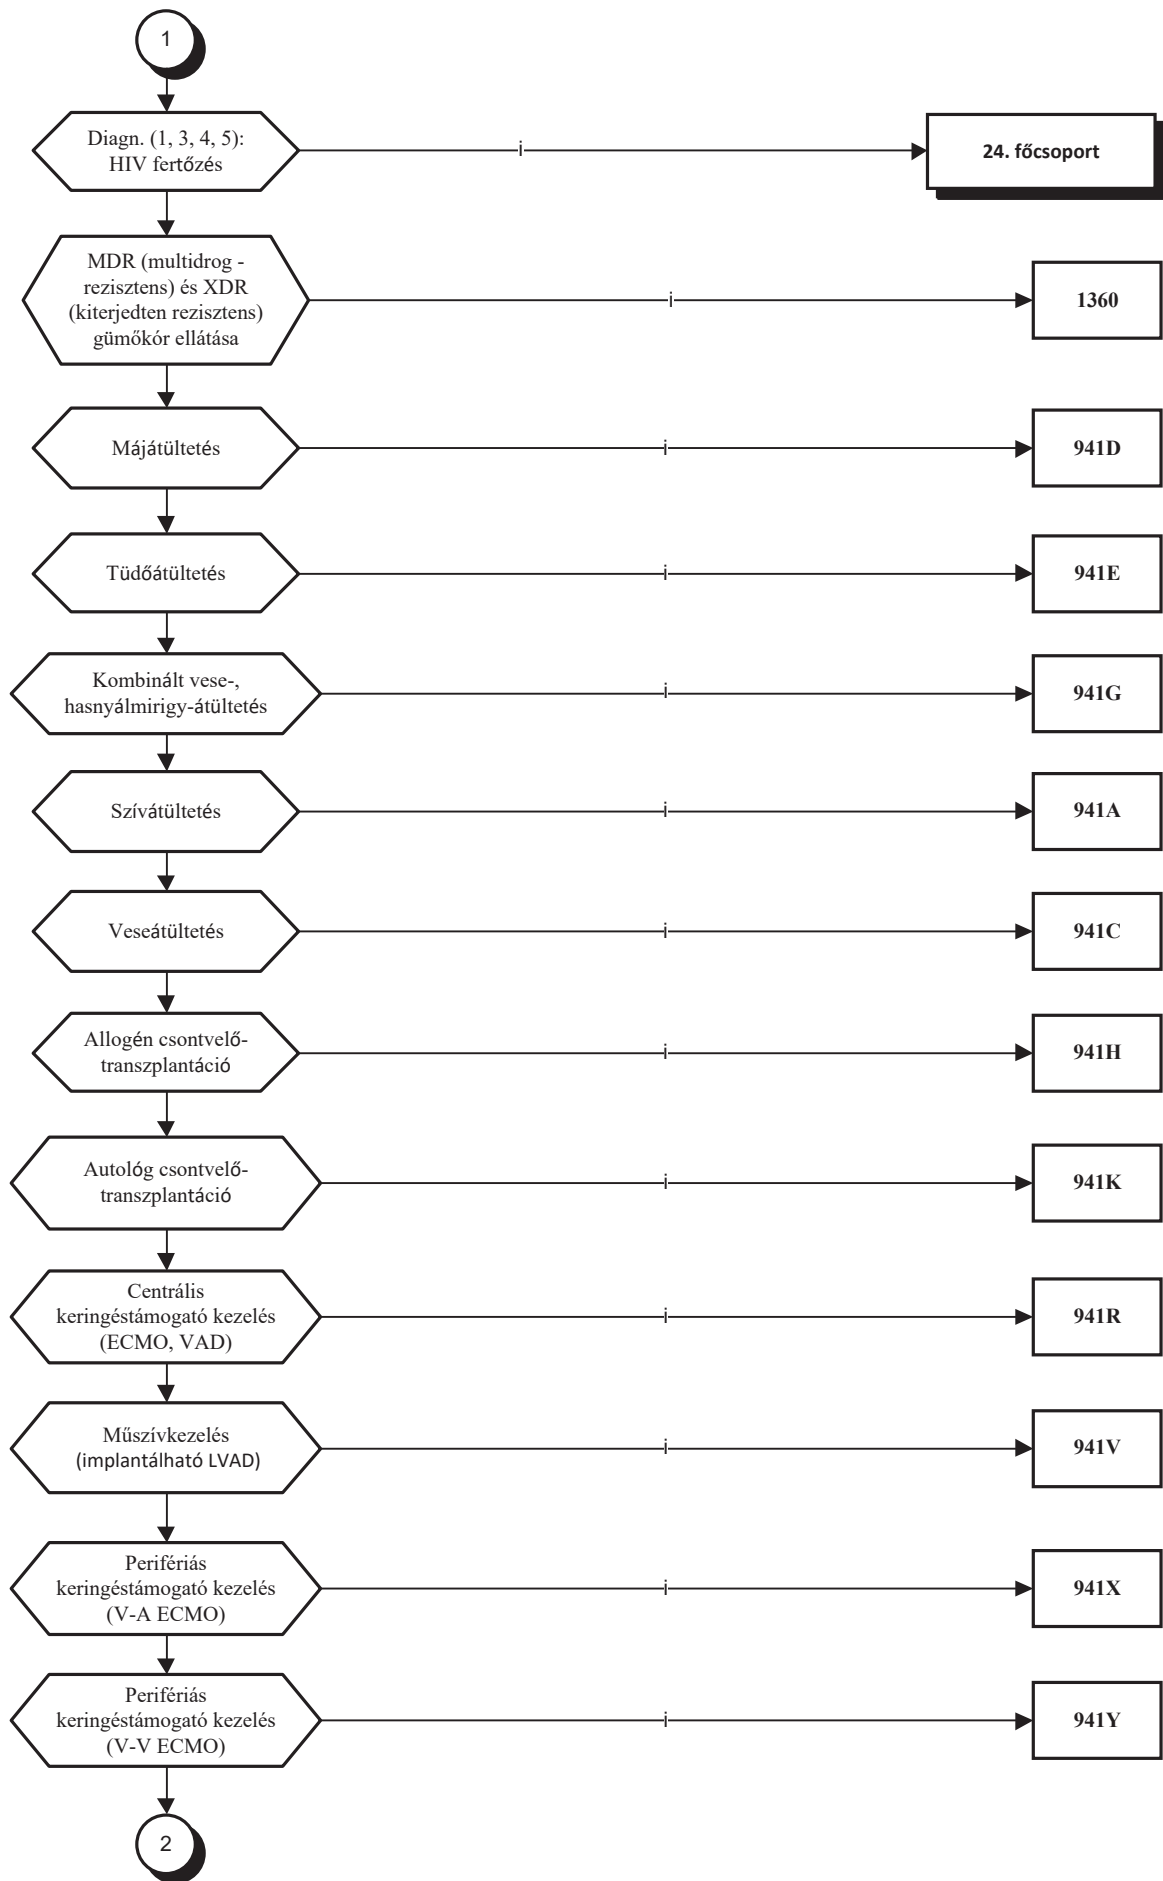 1
Diagn. (1, 3, 4, 5):
HIV fertőzés
i
24. főcsoport
MDR (multidrog -
rezisztens) és XDR
(kiterjedten rezisztens)
gümőkór ellátása
i
1360
Májátültetés
i
941D
Tüdőátültetés
i
941E
Kombinált vese-,
hasnyálmirigy-átültetés
i
941G
Szívátültetés
i
941A
Veseátültetés
i
941C
Allogén csontvelő-
transzplantáció
i
941H
Autológ csontvelő-
transzplantáció
i
941K
Centrális
keringéstámogató kezelés
(ECMO, VAD)
i
941R
Műszívkezelés
(implantálható LVAD)
i
941V
Perifériás
keringéstámogató kezelés
(V-A ECMO)
i
941X
Perifériás
keringéstámogató kezelés
(V-V ECMO)
i
941Y
2